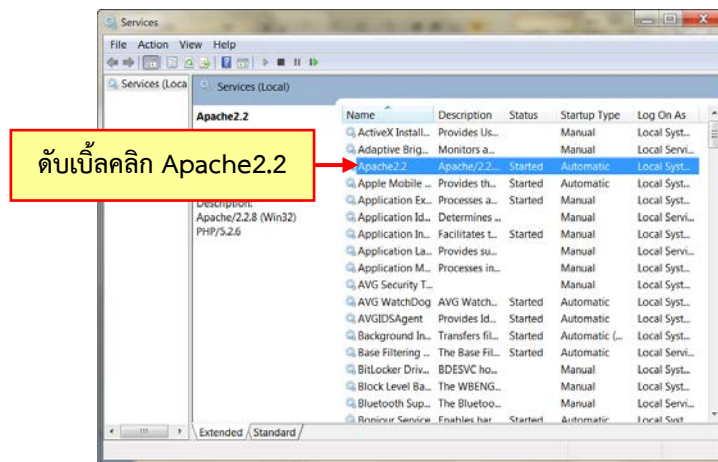 Services
File Action View Help
Services (Loca
Services (Local)
Apache2.2
Description:
Apache/2.2.8 (Win32)
PHP/5.2.6
ดับเบิ้ลคลิก Apache2.2
Name Description Status Startup Type Log On As
ActiveX Install... Provides Us... Manual Local Syst...
Adaptive Brig... Monitors a... Manual Local Servi...
Apache2.2 Apache/2.2... Started Automatic Local Syst...
Apple Mobile ... Provides th... Started Automatic Local Syst...
Application Ex... Processes a... Started Manual Local Syst...
Application Id... Determines ... Manual Local Servi...
Application In... Facilitates t... Started Manual Local Syst...
Application La... Provides su... Manual Local Servi...
Application M... Processes in... Manual Local Syst...
AVG Security T... Manual Local Syst...
AVG WatchDog AVG Watch... Started Automatic Local Syst...
AVGIDSAgent Provides Id... Started Automatic Local Syst...
Background In... Transfers fil... Started Automatic (... Local Syst...
Base Filtering ... The Base Fil... Started Automatic Local Servi...
BitLocker Driv... BDESVC ho... Manual Local Syst...
Block Level Ba... The WBENG... Manual Local Syst...
Bluetooth Sup... The Bluetoo... Manual Local Servi...
Bonjour Service Enables har Started Automatic Local Syst
Extended Standard